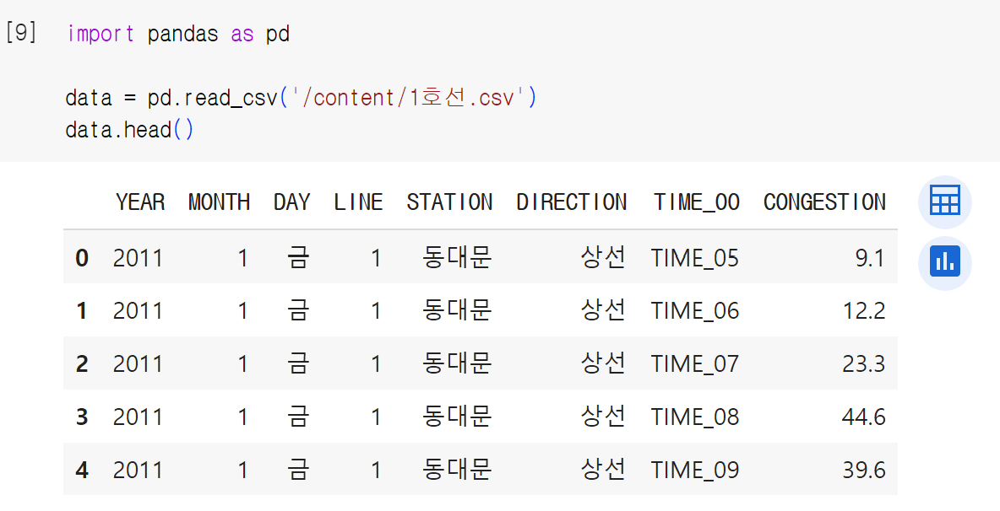 [9] import pandas as pd
data = pd.read_csv('/content/1호선.csv')
data.head()
YEAR MONTH DAY LINE STATION DIRECTION TIME_OO CONGESTION
0 2011 1 금 1 동대문 상선 TIME_05 9.1
1 2011 1 금 1 동대문 상선 TIME_06 12.2
2 2011 1 금 1 동대문 상선 TIME_07 23.3
3 2011 1 금 1 동대문 상선 TIME_08 44.6
4 2011 1 금 1 동대문 상선 TIME_09 39.6